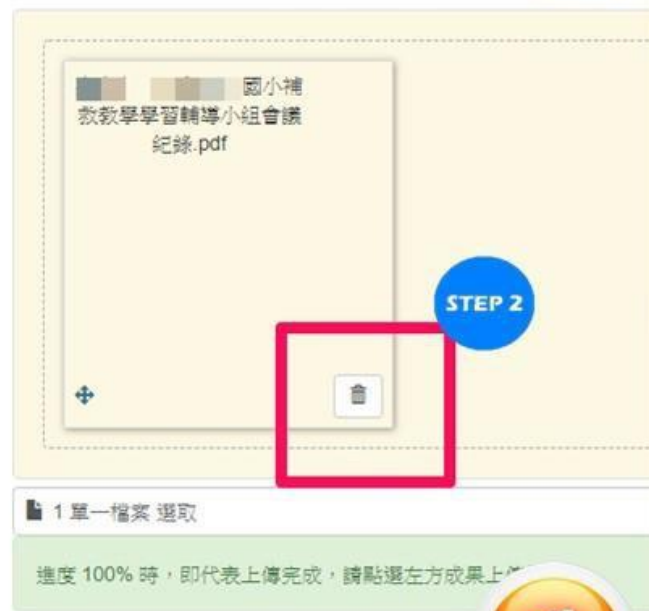 國小補
救教學學習輔導小組會議
紀錄.pdf
STEP 2
1 單一檔案 選取
進度 100% 時，即代表上傳完成，請點選左方成果上傳